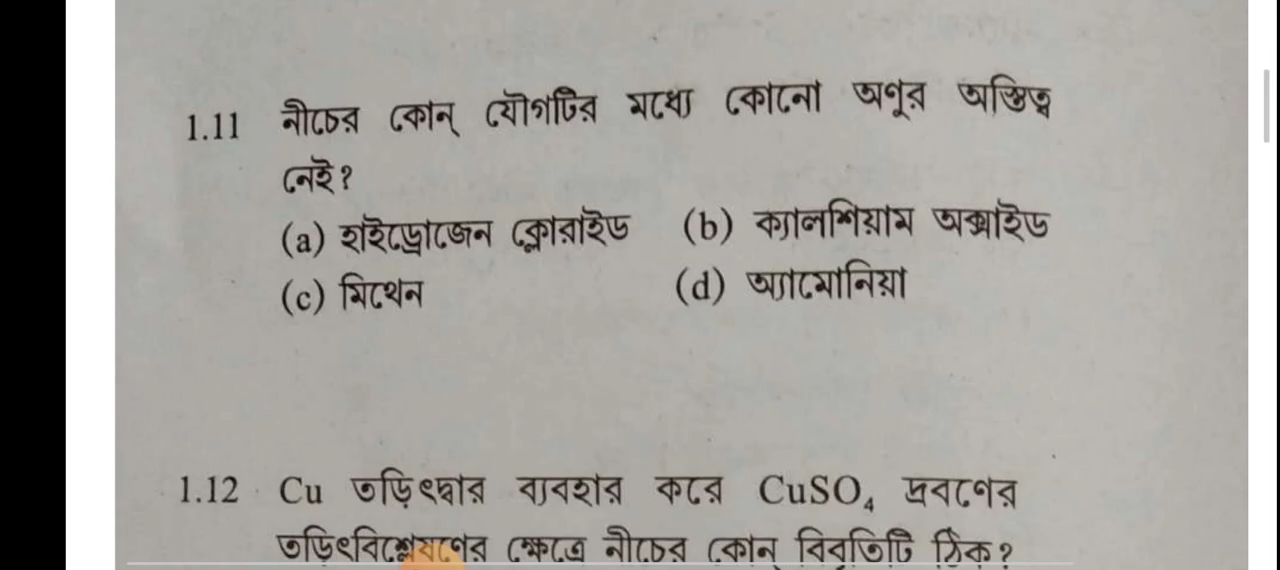 1.11 নীচের কোন্ যৌগটির মধ্যে কোনো অণুর অস্তিত্ব
নেই?
(a) হাইড্রোজেন ক্লোরাইড (b) ক্যালশিয়াম অক্সাইড
(c) মিথেন (d) অ্যামোনিয়া
1.12 Cu তড়িৎদ্বার ব্যবহার করে CuSO₄ দ্রবণের
তড়িৎবিশ্লেষণের ক্ষেত্রে নীচের কোন্ বিবৃতিটি ঠিক?